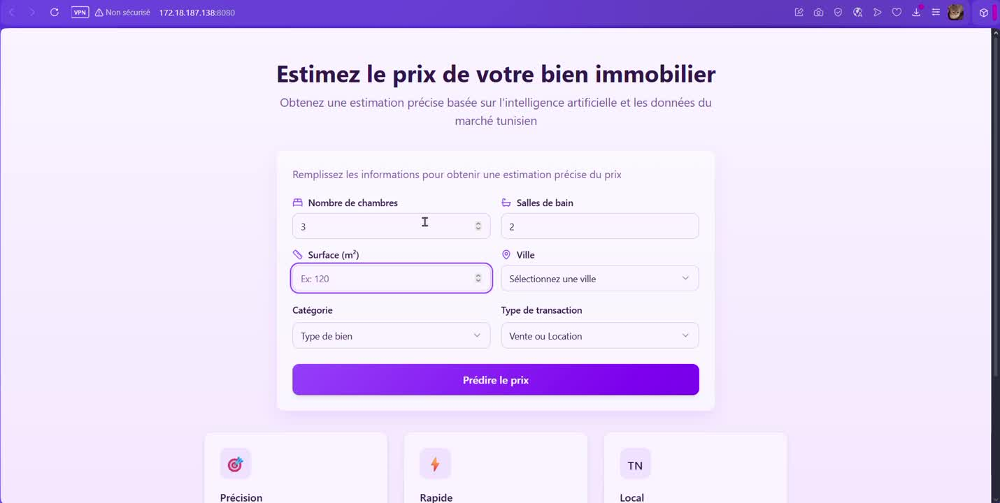 VPN Non sécurisé 172.18.187.138:8080
Estimez le prix de votre bien immobilier
Obtenez une estimation précise basée sur l'intelligence artificielle et les données du
marché tunisien
Remplissez les informations pour obtenir une estimation précise du prix
Nombre de chambres
3
Salles de bain
2
Surface (m²)
Ex: 120
Ville
Sélectionnez une ville
Catégorie
Type de bien
Type de transaction
Vente ou Location
Prédire le prix
Précision
Rapide
TN
Local